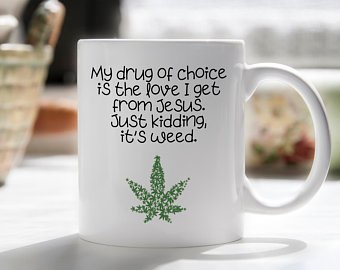 My drug of choice
is the love I get
from Jesus.
Just kidding,
it's weed.